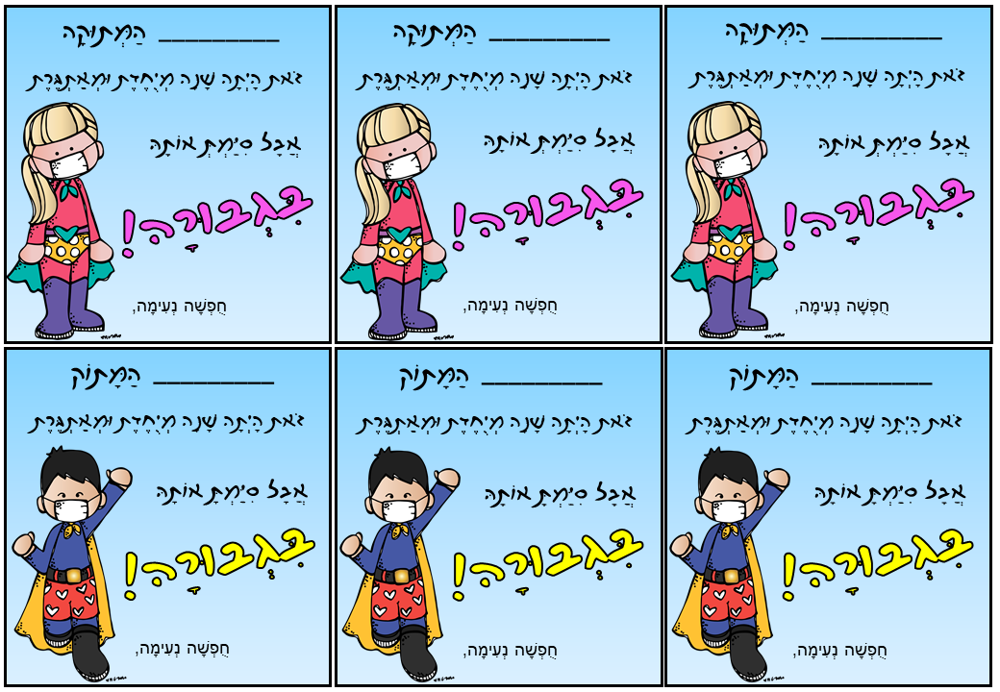 _________ הַמְּתוּקָה
זֹאת הָיְתָה שָׁנָה מְיֻחֶדֶת וּמְאַתְגֶּרֶת
אֲבָל סִיַּמְתְּ אוֹתָהּ
בִּגְבוּרָה!
חֻפְשָׁה נְעִימָה,
_________ הַמְּתוּקָה
זֹאת הָיְתָה שָׁנָה מְיֻחֶדֶת וּמְאַתְגֶּרֶת
אֲבָל סִיַּמְתְּ אוֹתָהּ
בִּגְבוּרָה!
חֻפְשָׁה נְעִימָה,
_________ הַמְּתוּקָה
זֹאת הָיְתָה שָׁנָה מְיֻחֶדֶת וּמְאַתְגֶּרֶת
אֲבָל סִיַּמְתְּ אוֹתָהּ
בִּגְבוּרָה!
חֻפְשָׁה נְעִימָה,
_________ הַמָּתוֹק
זֹאת הָיְתָה שָׁנָה מְיֻחֶדֶת וּמְאַתְגֶּרֶת
אֲבָל סִיַּמְתָּ אוֹתָהּ
בִּגְבוּרָה!
חֻפְשָׁה נְעִימָה,
_________ הַמָּתוֹק
זֹאת הָיְתָה שָׁנָה מְיֻחֶדֶת וּמְאַתְגֶּרֶת
אֲבָל סִיַּמְתָּ אוֹתָהּ
בִּגְבוּרָה!
חֻפְשָׁה נְעִימָה,
_________ הַמָּתוֹק
זֹאת הָיְתָה שָׁנָה מְיֻחֶדֶת וּמְאַתְגֶּרֶת
אֲבָל סִיַּמְתָּ אוֹתָהּ
בִּגְבוּרָה!
חֻפְשָׁה נְעִימָה,